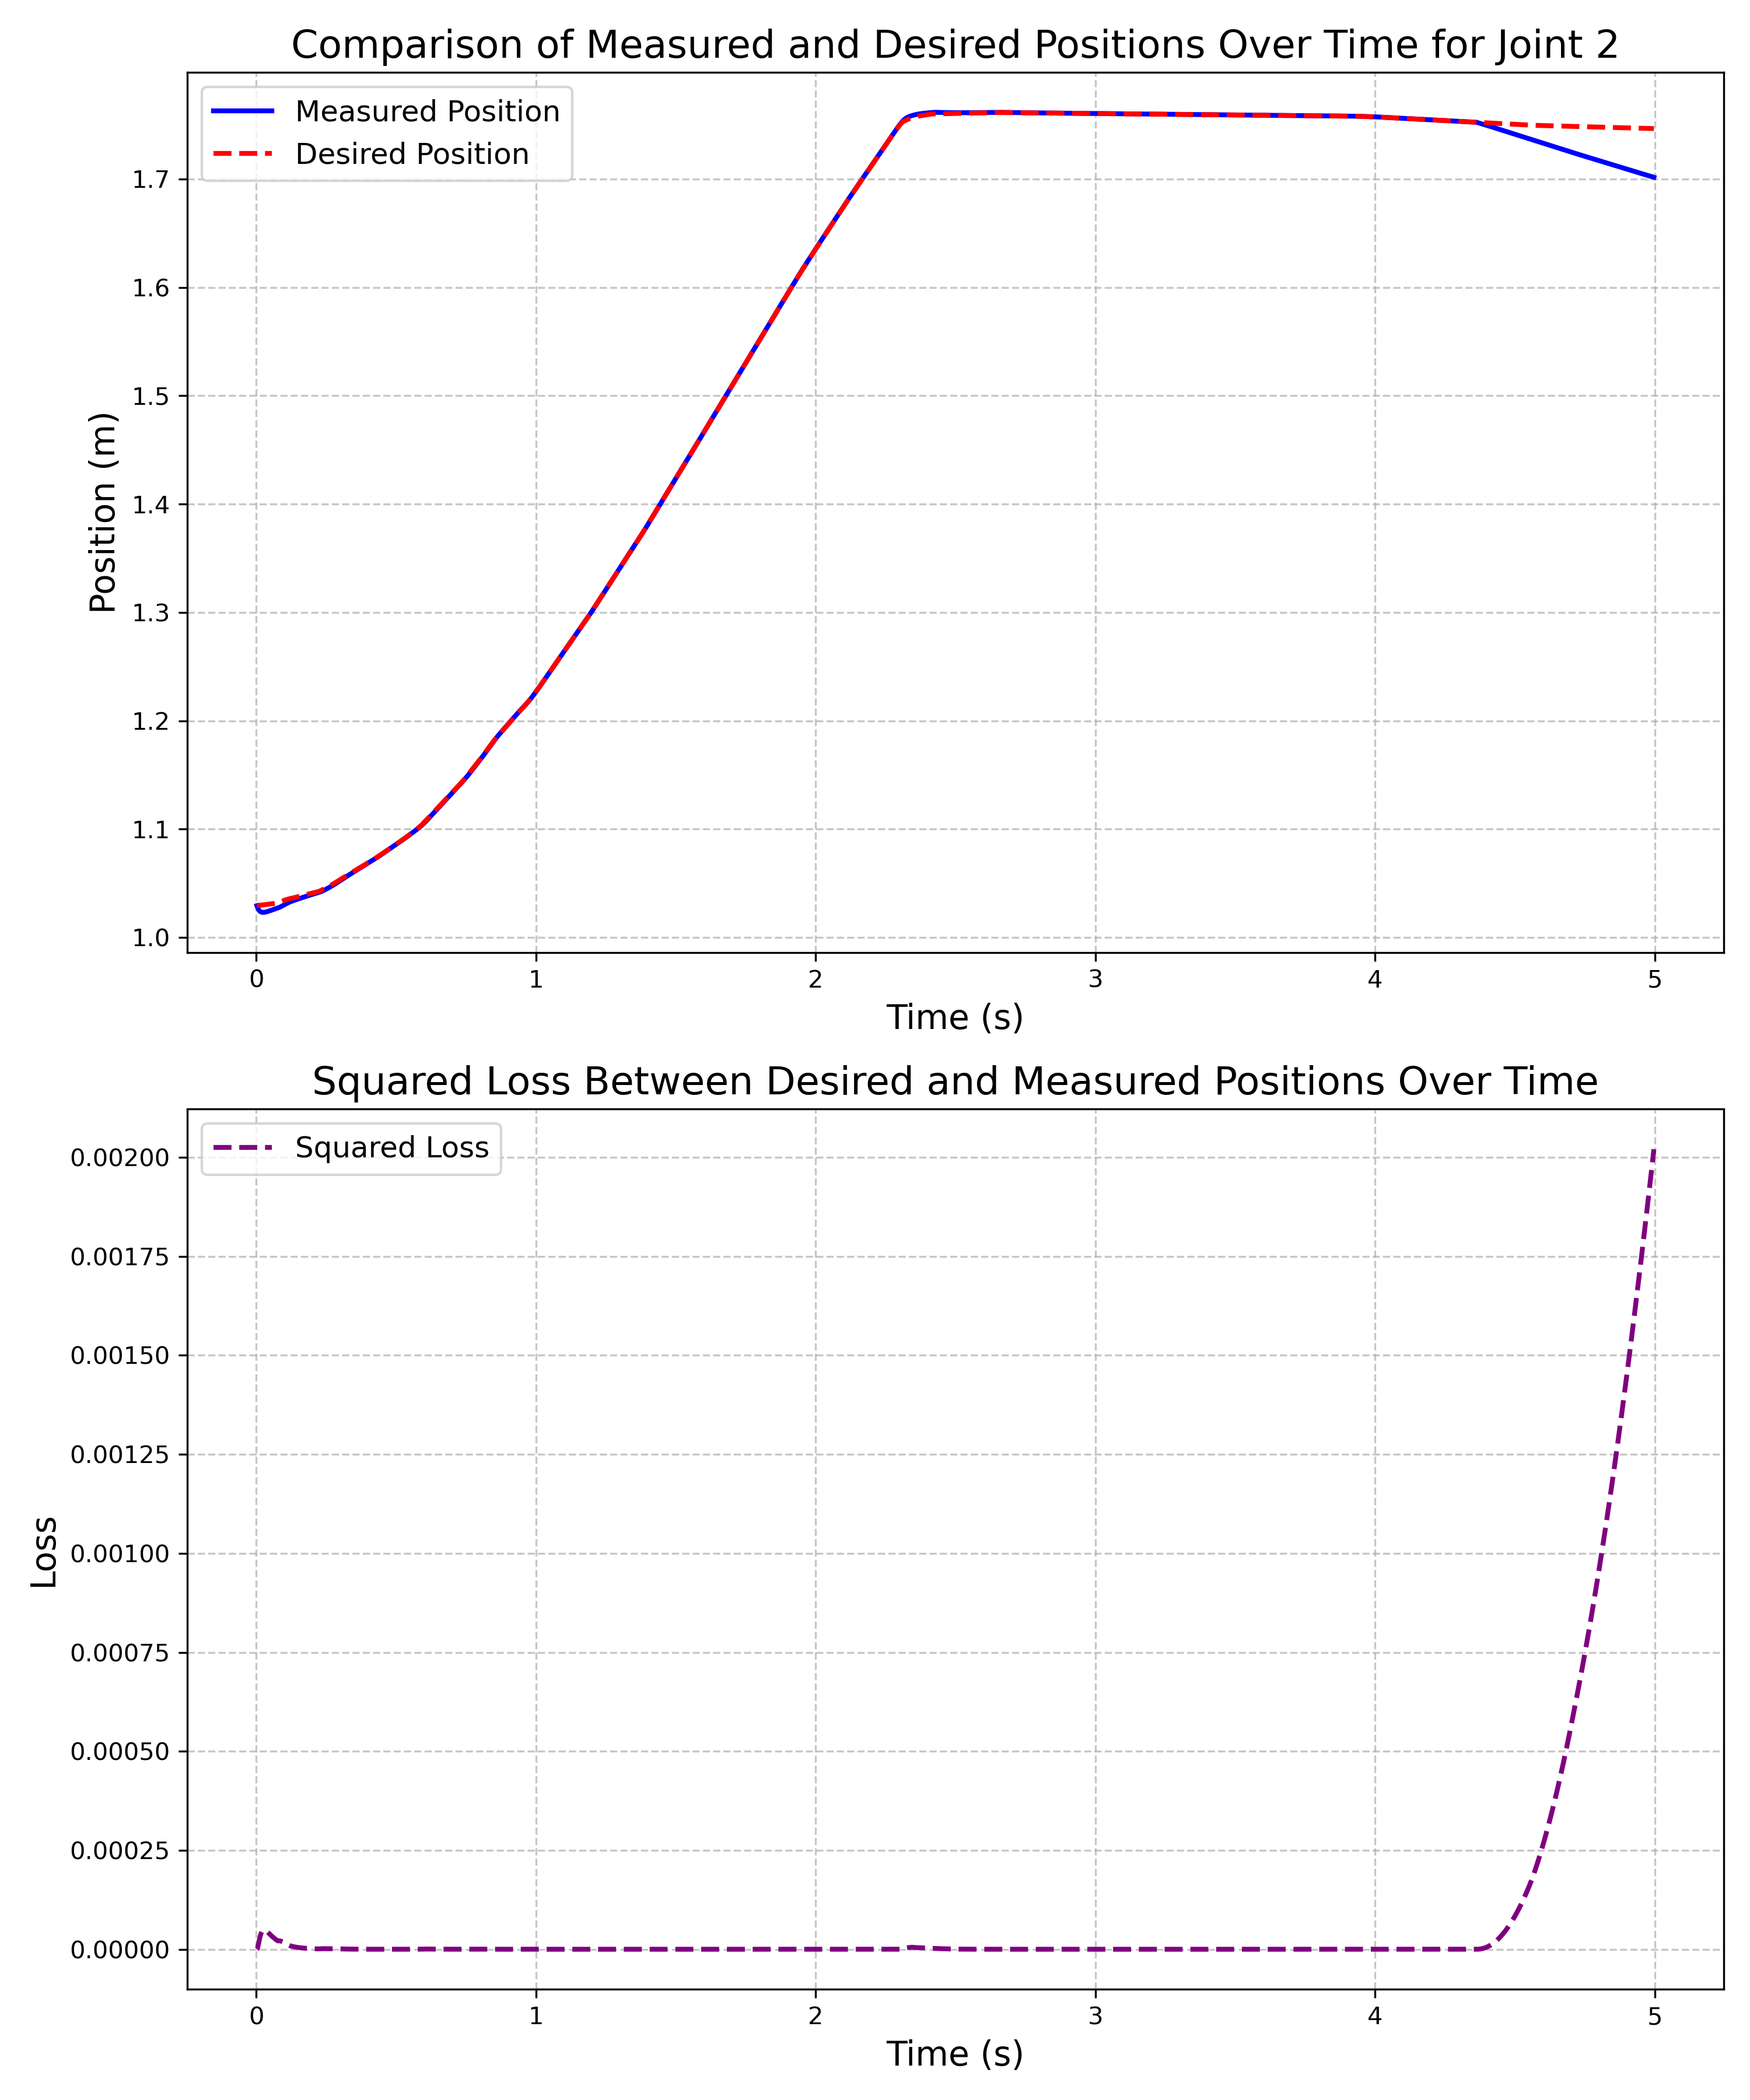 Comparison of Measured and Desired Positions Over Time for Joint 2
Measured Position
Desired Position
Position (m)
1.7
1.6
1.5
1.4
1.3
1.2
1.1
1.0
0 1 2 3 4 5
Time (s)
Squared Loss Between Desired and Measured Positions Over Time
Squared Loss
Loss
0.00200
0.00175
0.00150
0.00125
0.00100
0.00075
0.00050
0.00025
0.00000
0 1 2 3 4 5
Time (s)